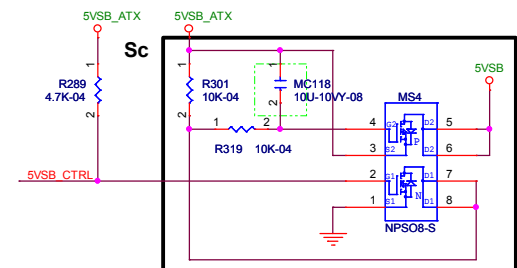 5VSB_ATX
5VSB_ATX
Sc
5VSB
1
R289
4.7K-04
2
1
R301
10K-04
2
1
MC118
10U-10VY-08
2
MS4
1
2
R319 10K-04
4
G2
D2
5
P
3
S2
D2
6
5VSB_CTRL
2
G1
D1
7
N
1
S1
D1
8
NPSO8-S